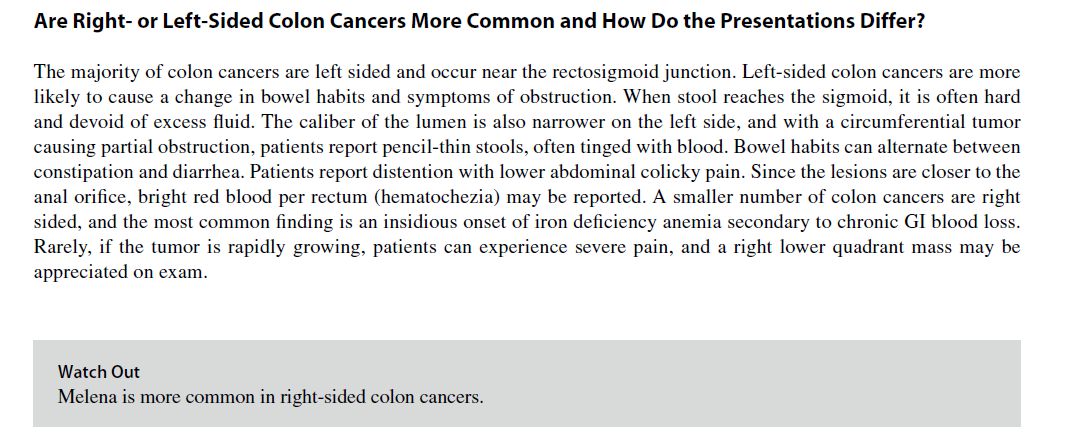 Are Right- or Left-Sided Colon Cancers More Common and How Do the Presentations Differ?
The majority of colon cancers are left sided and occur near the rectosigmoid junction. Left-sided colon cancers are more
likely to cause a change in bowel habits and symptoms of obstruction. When stool reaches the sigmoid, it is often hard
and devoid of excess fluid. The caliber of the lumen is also narrower on the left side, and with a circumferential tumor
causing partial obstruction, patients report pencil-thin stools, often tinged with blood. Bowel habits can alternate between
constipation and diarrhea. Patients report distention with lower abdominal colicky pain. Since the lesions are closer to the
anal orifice, bright red blood per rectum (hematochezia) may be reported. A smaller number of colon cancers are right
sided, and the most common finding is an insidious onset of iron deficiency anemia secondary to chronic GI blood loss.
Rarely, if the tumor is rapidly growing, patients can experience severe pain, and a right lower quadrant mass may be
appreciated on exam.
Watch Out
Melena is more common in right-sided colon cancers.